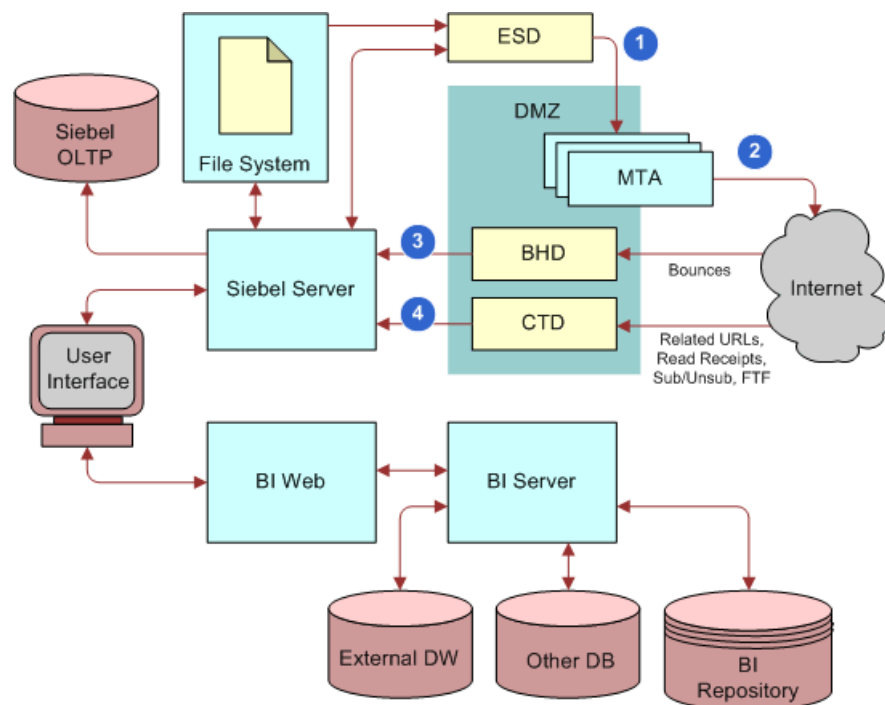 ESD
1
DMZ
Siebel
OLTP
File System
MTA
2
3
BHD
Bounces
Siebel Server
Internet
4
CTD
Related URLs,
Read Receipts,
Sub/Unsub, FTF
User
Interface
BI Web
BI Server
External DW
Other DB
BI
Repository